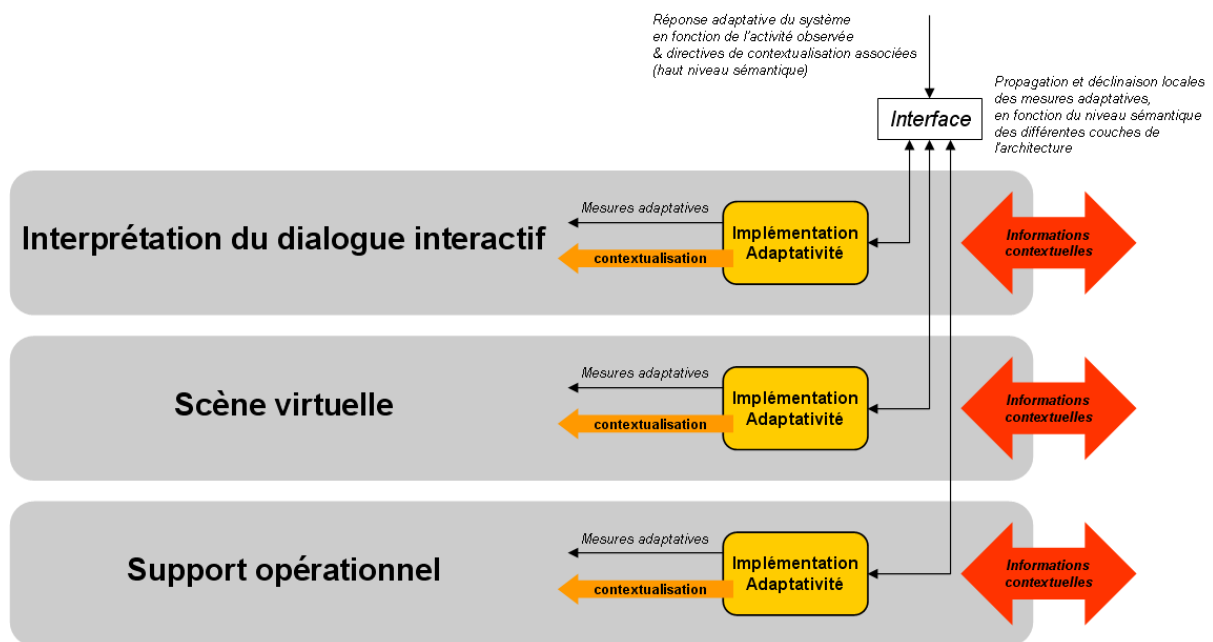 Réponse adaptative du système
en fonction de l'activité observée
& directives de contextualisation associées
(haut niveau sémantique)
Propagation et déclinaison locales
des mesures adaptatives,
en fonction du niveau sémantique
des différentes couches de
l'architecture
Interface
Interprétation du dialogue interactif
Mesures adaptatives
contextualisation
Implémentation
Adaptativité
Informations
contextuelles
Scène virtuelle
Mesures adaptatives
contextualisation
Implémentation
Adaptativité
Informations
contextuelles
Support opérationnel
Mesures adaptatives
contextualisation
Implémentation
Adaptativité
Informations
contextuelles